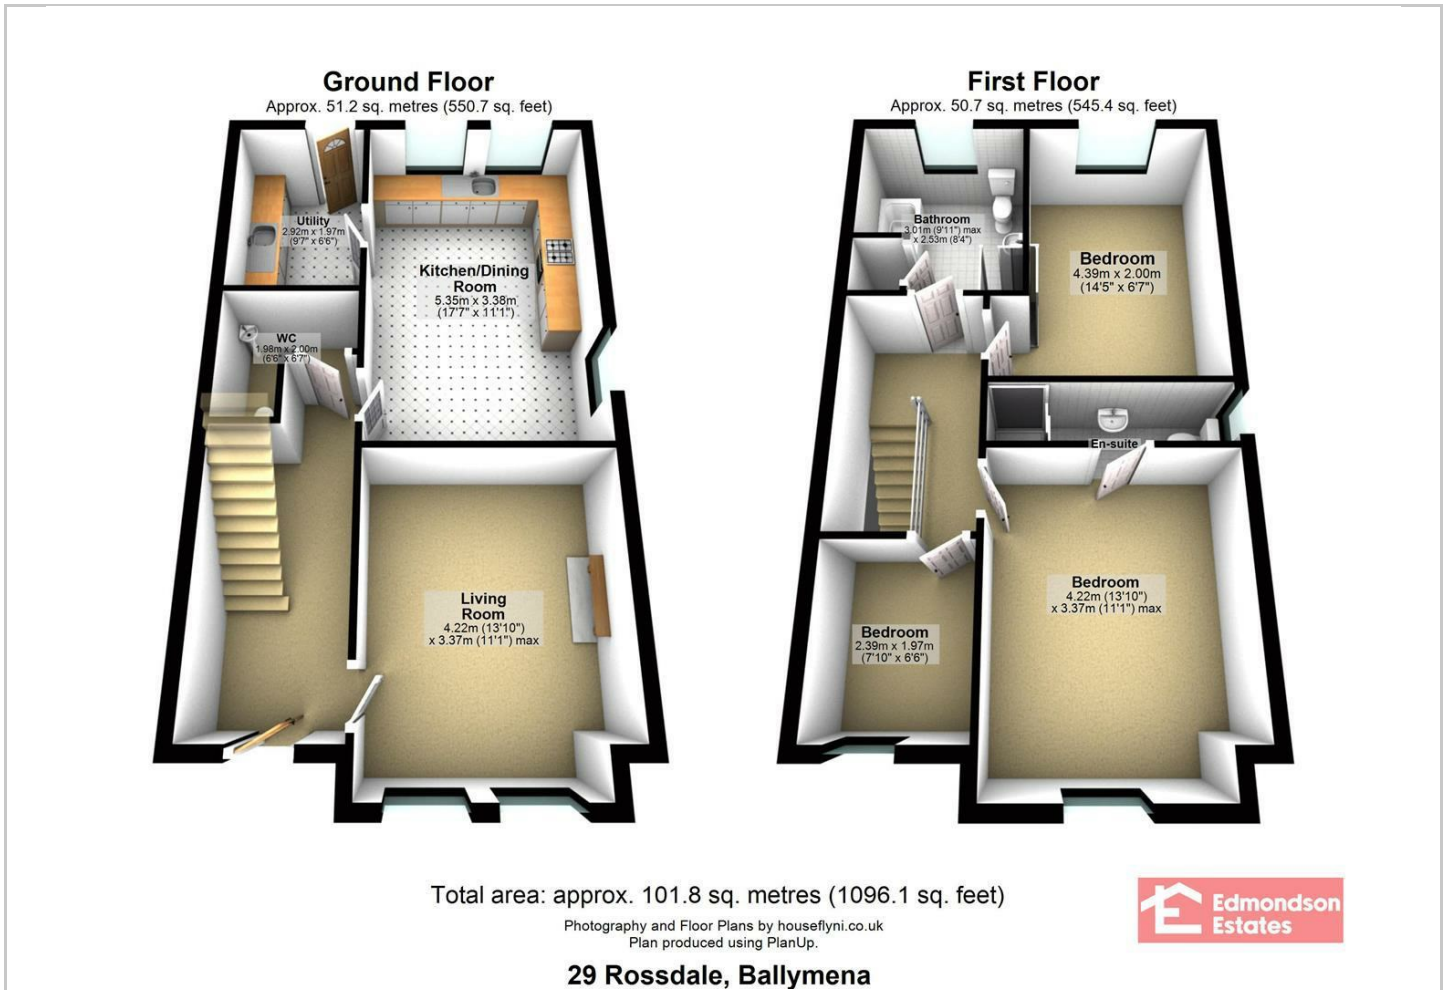 Ground Floor
Approx. 51.2 sq. metres (550.7 sq. feet)
Utility
2.92m x 1.97m
(9'7" x 6'6")
Kitchen/Dining
Room
5.35m x 3.38m
(17'7" x 11'1")
WC
1.98m x 2.00m
(6'6" x 6'7")
Living
Room
4.22m (13'10")
x 3.37m (11'1") max
First Floor
Approx. 50.7 sq. metres (545.4 sq. feet)
Bathroom
3.01m (9'11") max
x 2.53m (8'4")
Bedroom
4.39m x 2.00m
(14'5" x 6'7")
En-suite
Bedroom
4.22m (13'10")
x 3.37m (11'1") max
Bedroom
2.39m x 1.97m
(7'10" x 6'6")
Total area: approx. 101.8 sq. metres (1096.1 sq. feet)
Photography and Floor Plans by houseflyni.co.uk
Plan produced using PlanUp.
29 Rossdale, Ballymena
Edmondson
Estates